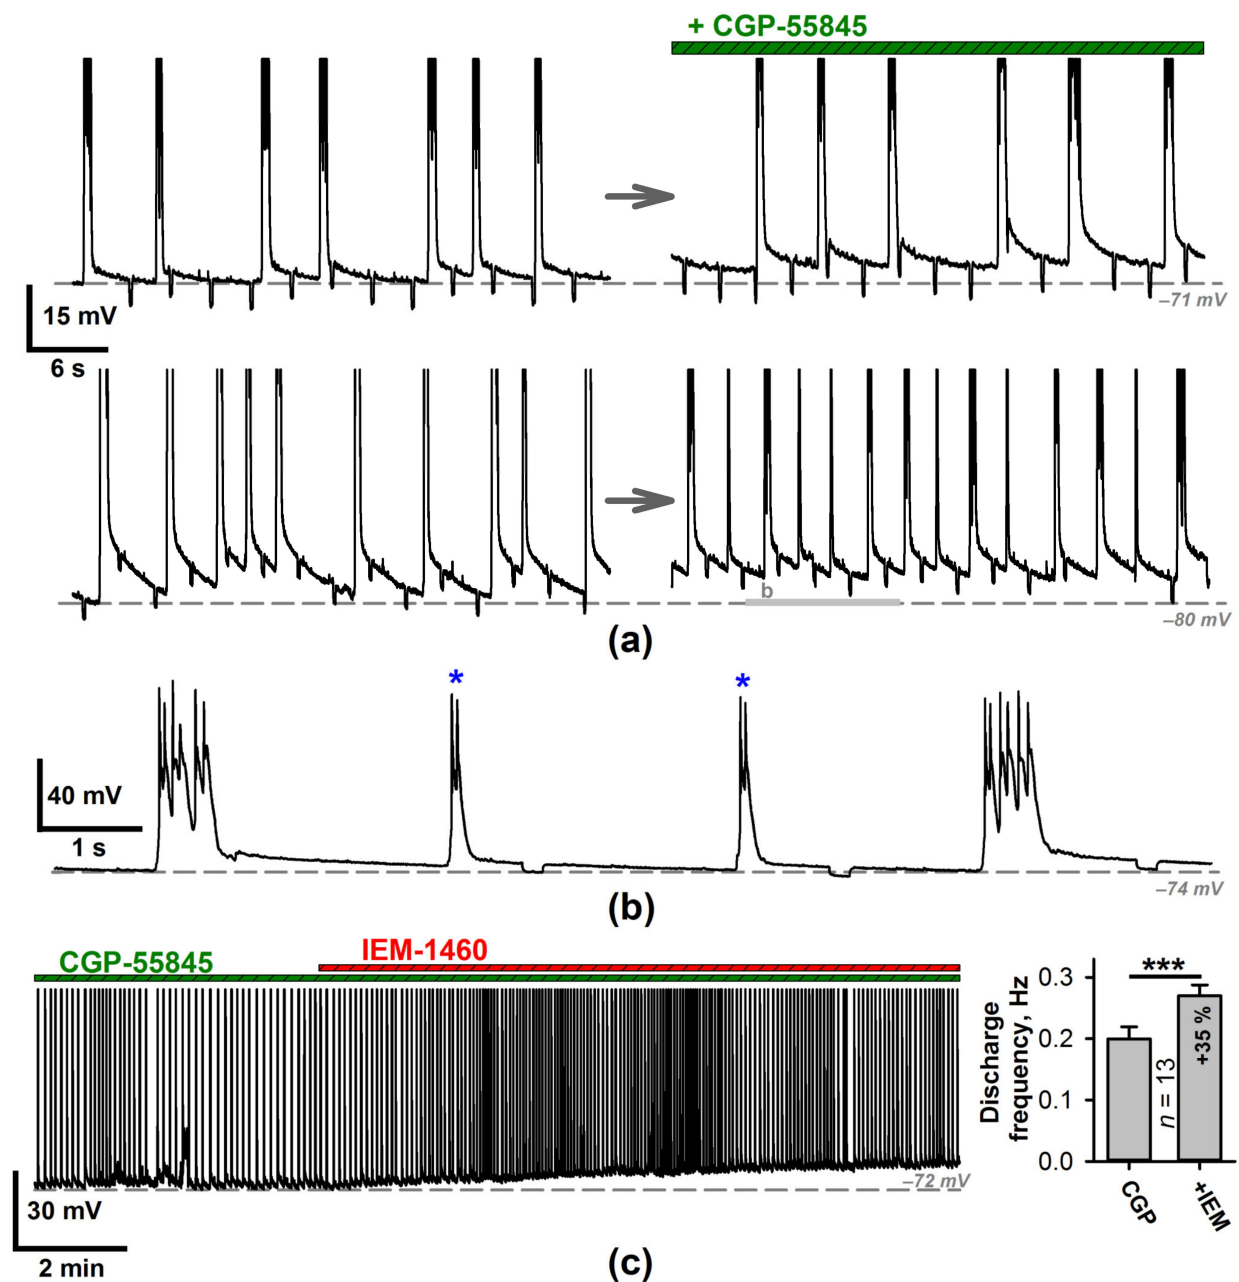 + CGP-55845
–71 mV
15 mV
6 s
b
–80 mV
(a)
*
*
40 mV
1 s
–74 mV
(b)
CGP-55845
IEM-1460
–72 mV
30 mV
2 min
Discharge
frequency, Hz
0.3
0.2
0.1
0.0
***
n = 13
+35 %
CGP
+IEM
(c)